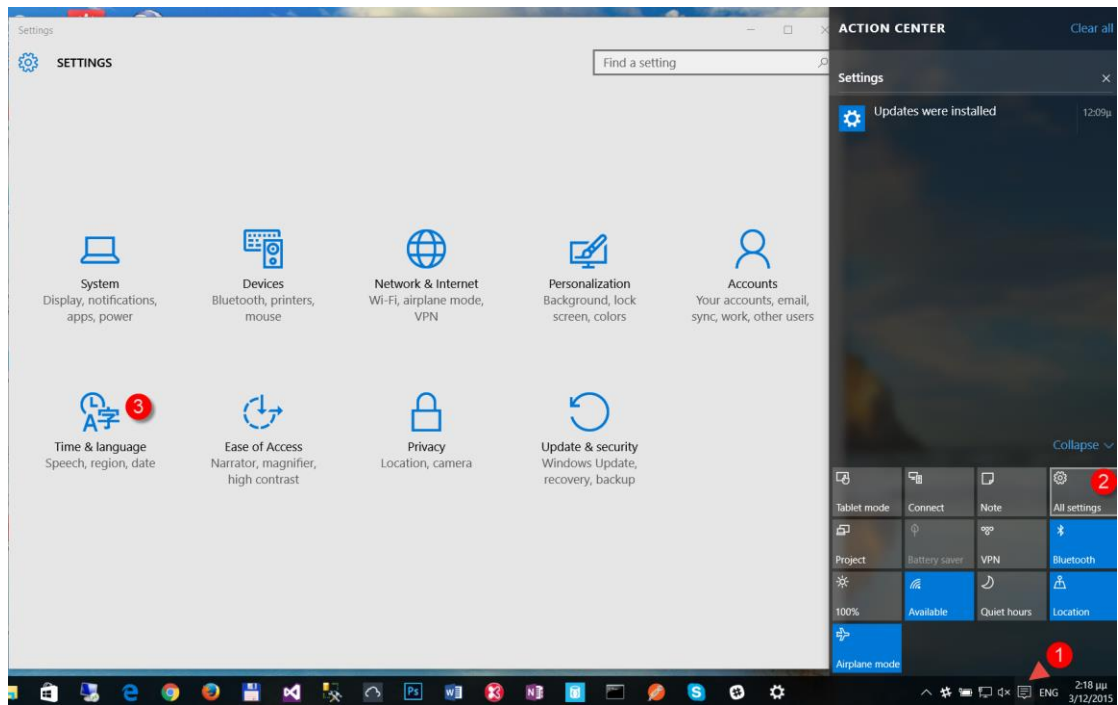 Settings
SETTINGS
Find a setting
System
Display, notifications,
apps, power
Devices
Bluetooth, printers,
mouse
Network & Internet
Wi-Fi, airplane mode,
VPN
Personalization
Background, lock
screen, colors
Accounts
Your accounts, email,
sync, work, other users
3
Time & language
Speech, region, date
Ease of Access
Narrator, magnifier,
high contrast
Privacy
Location, camera
Update & security
Windows Update,
recovery, backup
ACTION CENTER
Clear all
Settings
Updates were installed
12:09μ
Collapse
2
Tablet mode
Connect
Note
All settings
Project
Battery saver
VPN
Bluetooth
100%
Available
Quiet hours
Location
Airplane mode
1
ENG
2:18 μμ
3/12/2015